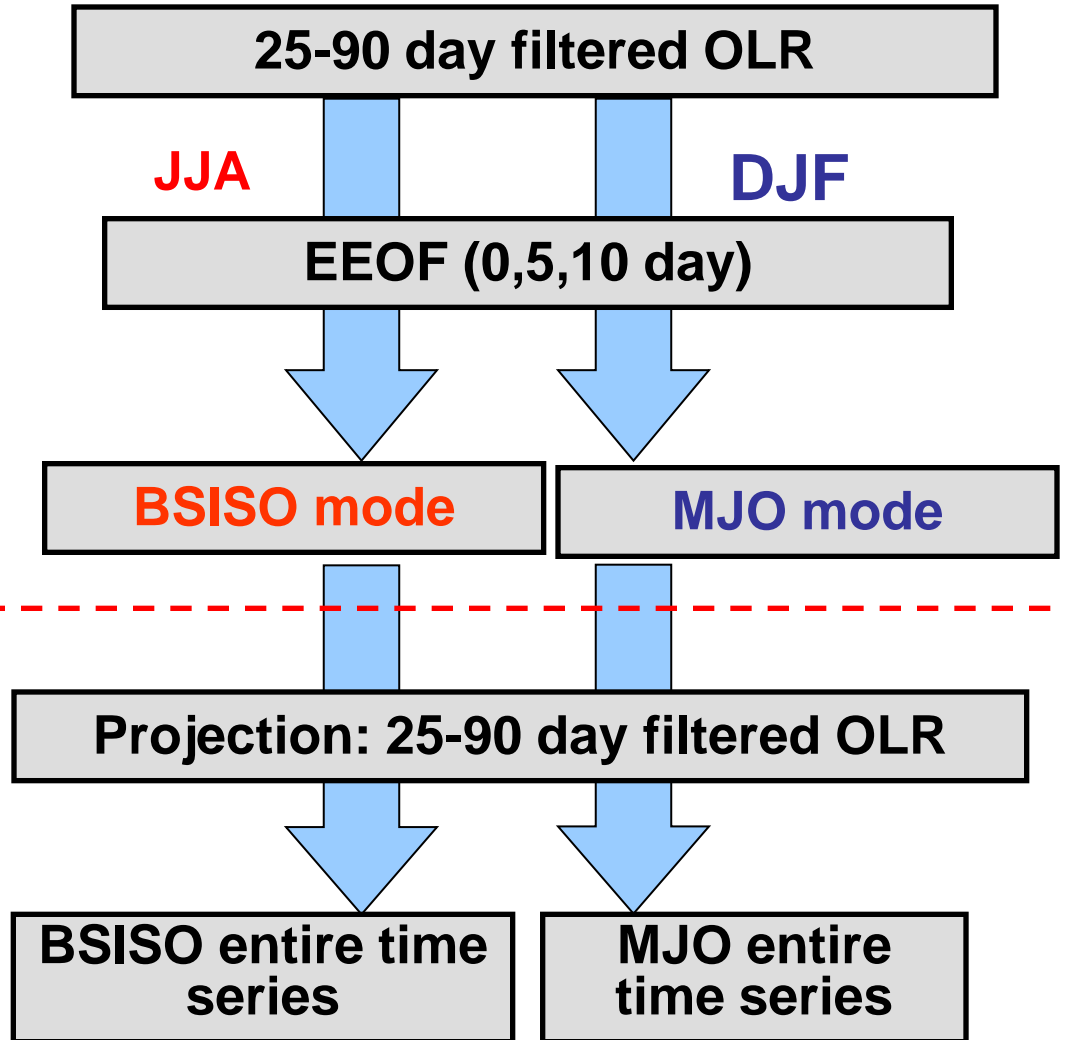 25-90 day filtered OLR
JJA
DJF
EEOF (0,5,10 day)
BSISO mode
MJO mode
Projection: 25-90 day filtered OLR
BSISO entire time
series
MJO entire
time series